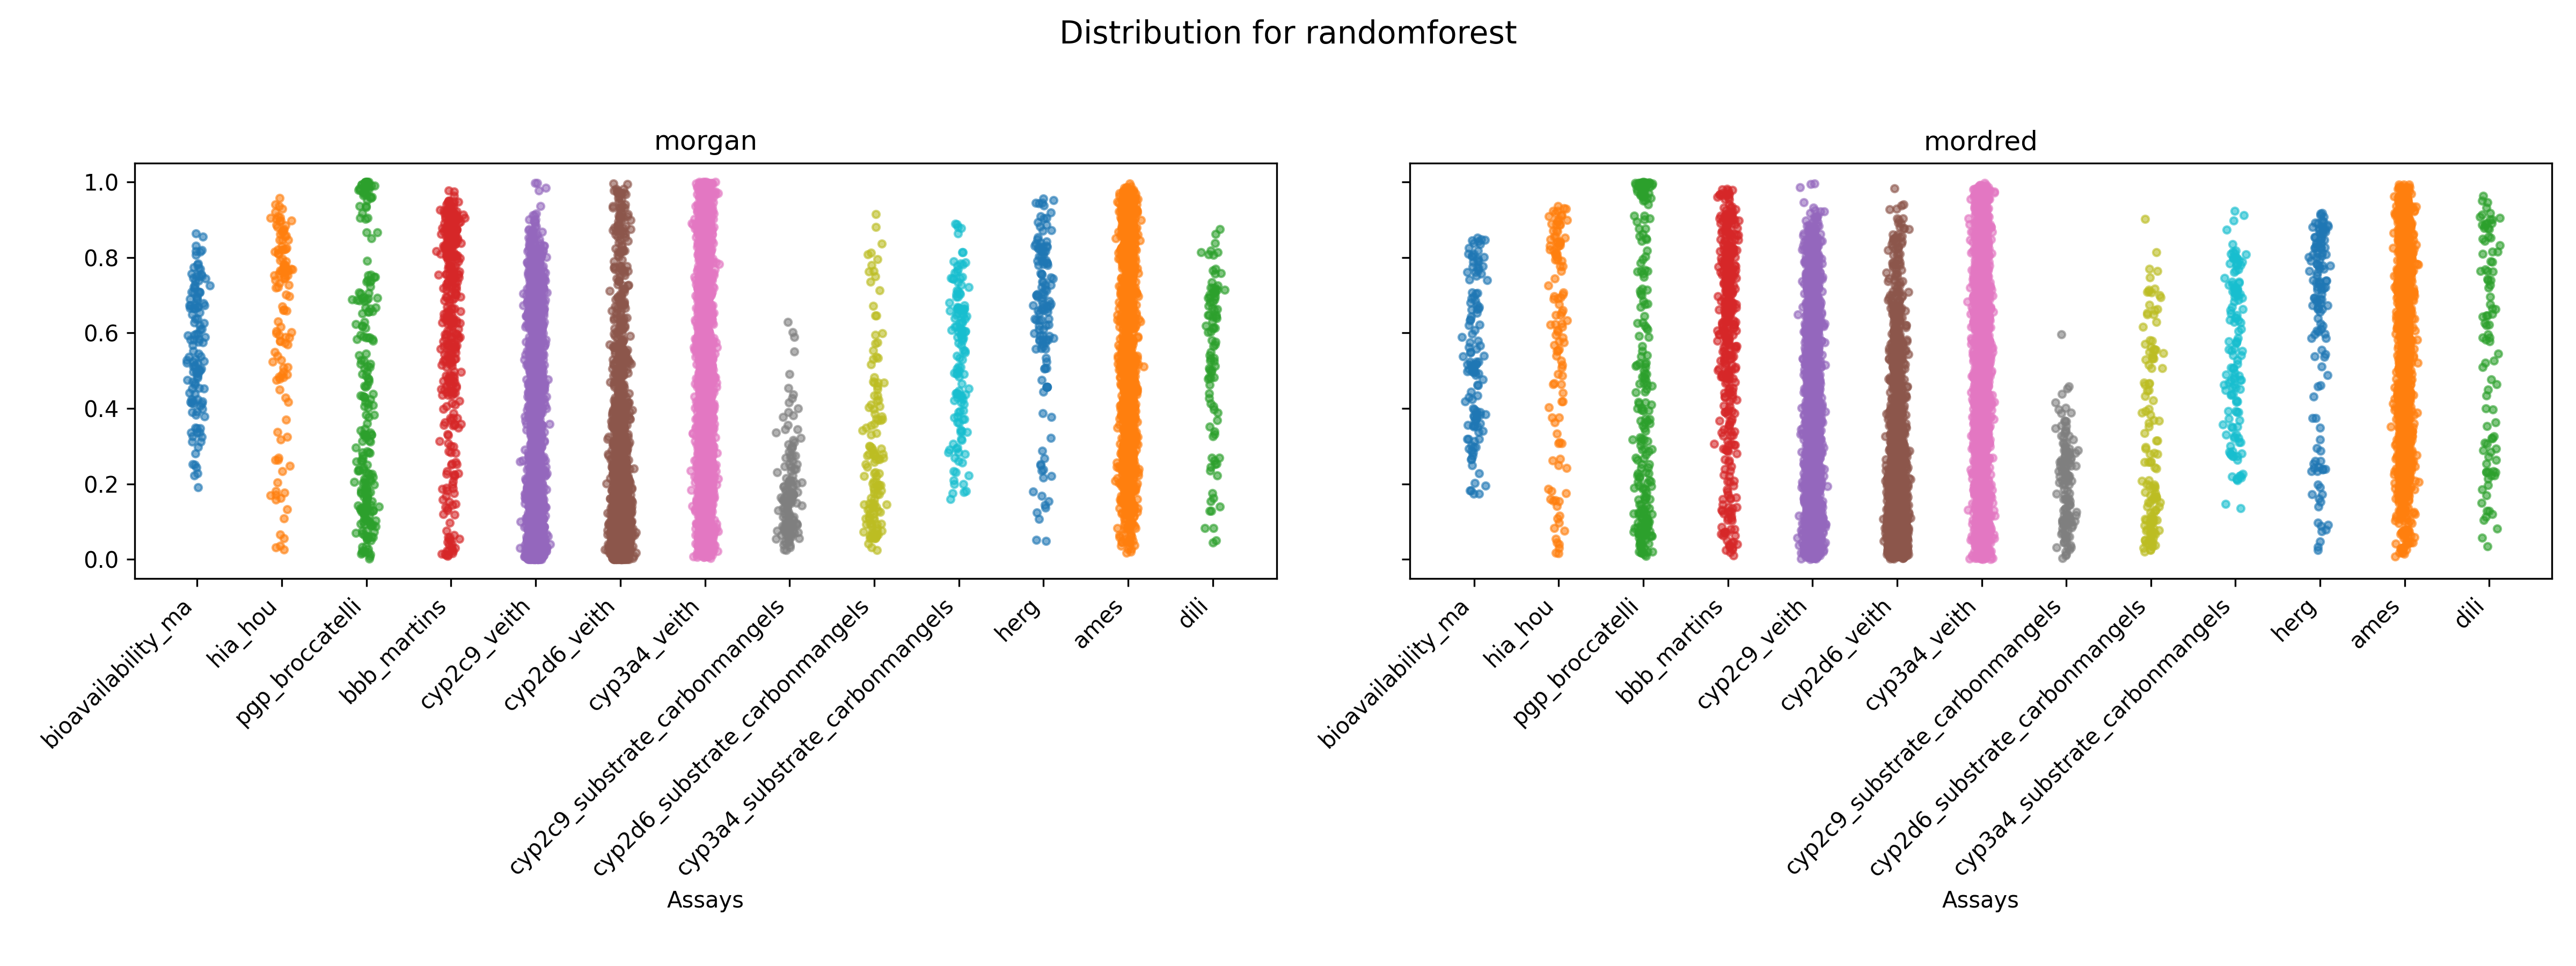 Distribution for randomforest
morgan
1.0
0.8
0.6
0.4
0.2
0.0
bioavailability_ma
hia_hou
pgp_broccatelli
bbb_martins
cyp2c9_veith
cyp2d6_veith
cyp3a4_veith
cyp2c9_substrate_carbonmangels
cyp2d6_substrate_carbonmangels
cyp3a4_substrate_carbonmangels
herg
ames
dili
Assays
mordred
bioavailability_ma
hia_hou
pgp_broccatelli
bbb_martins
cyp2c9_veith
cyp2d6_veith
cyp3a4_veith
cyp2c9_substrate_carbonmangels
cyp2d6_substrate_carbonmangels
cyp3a4_substrate_carbonmangels
herg
ames
dili
Assays